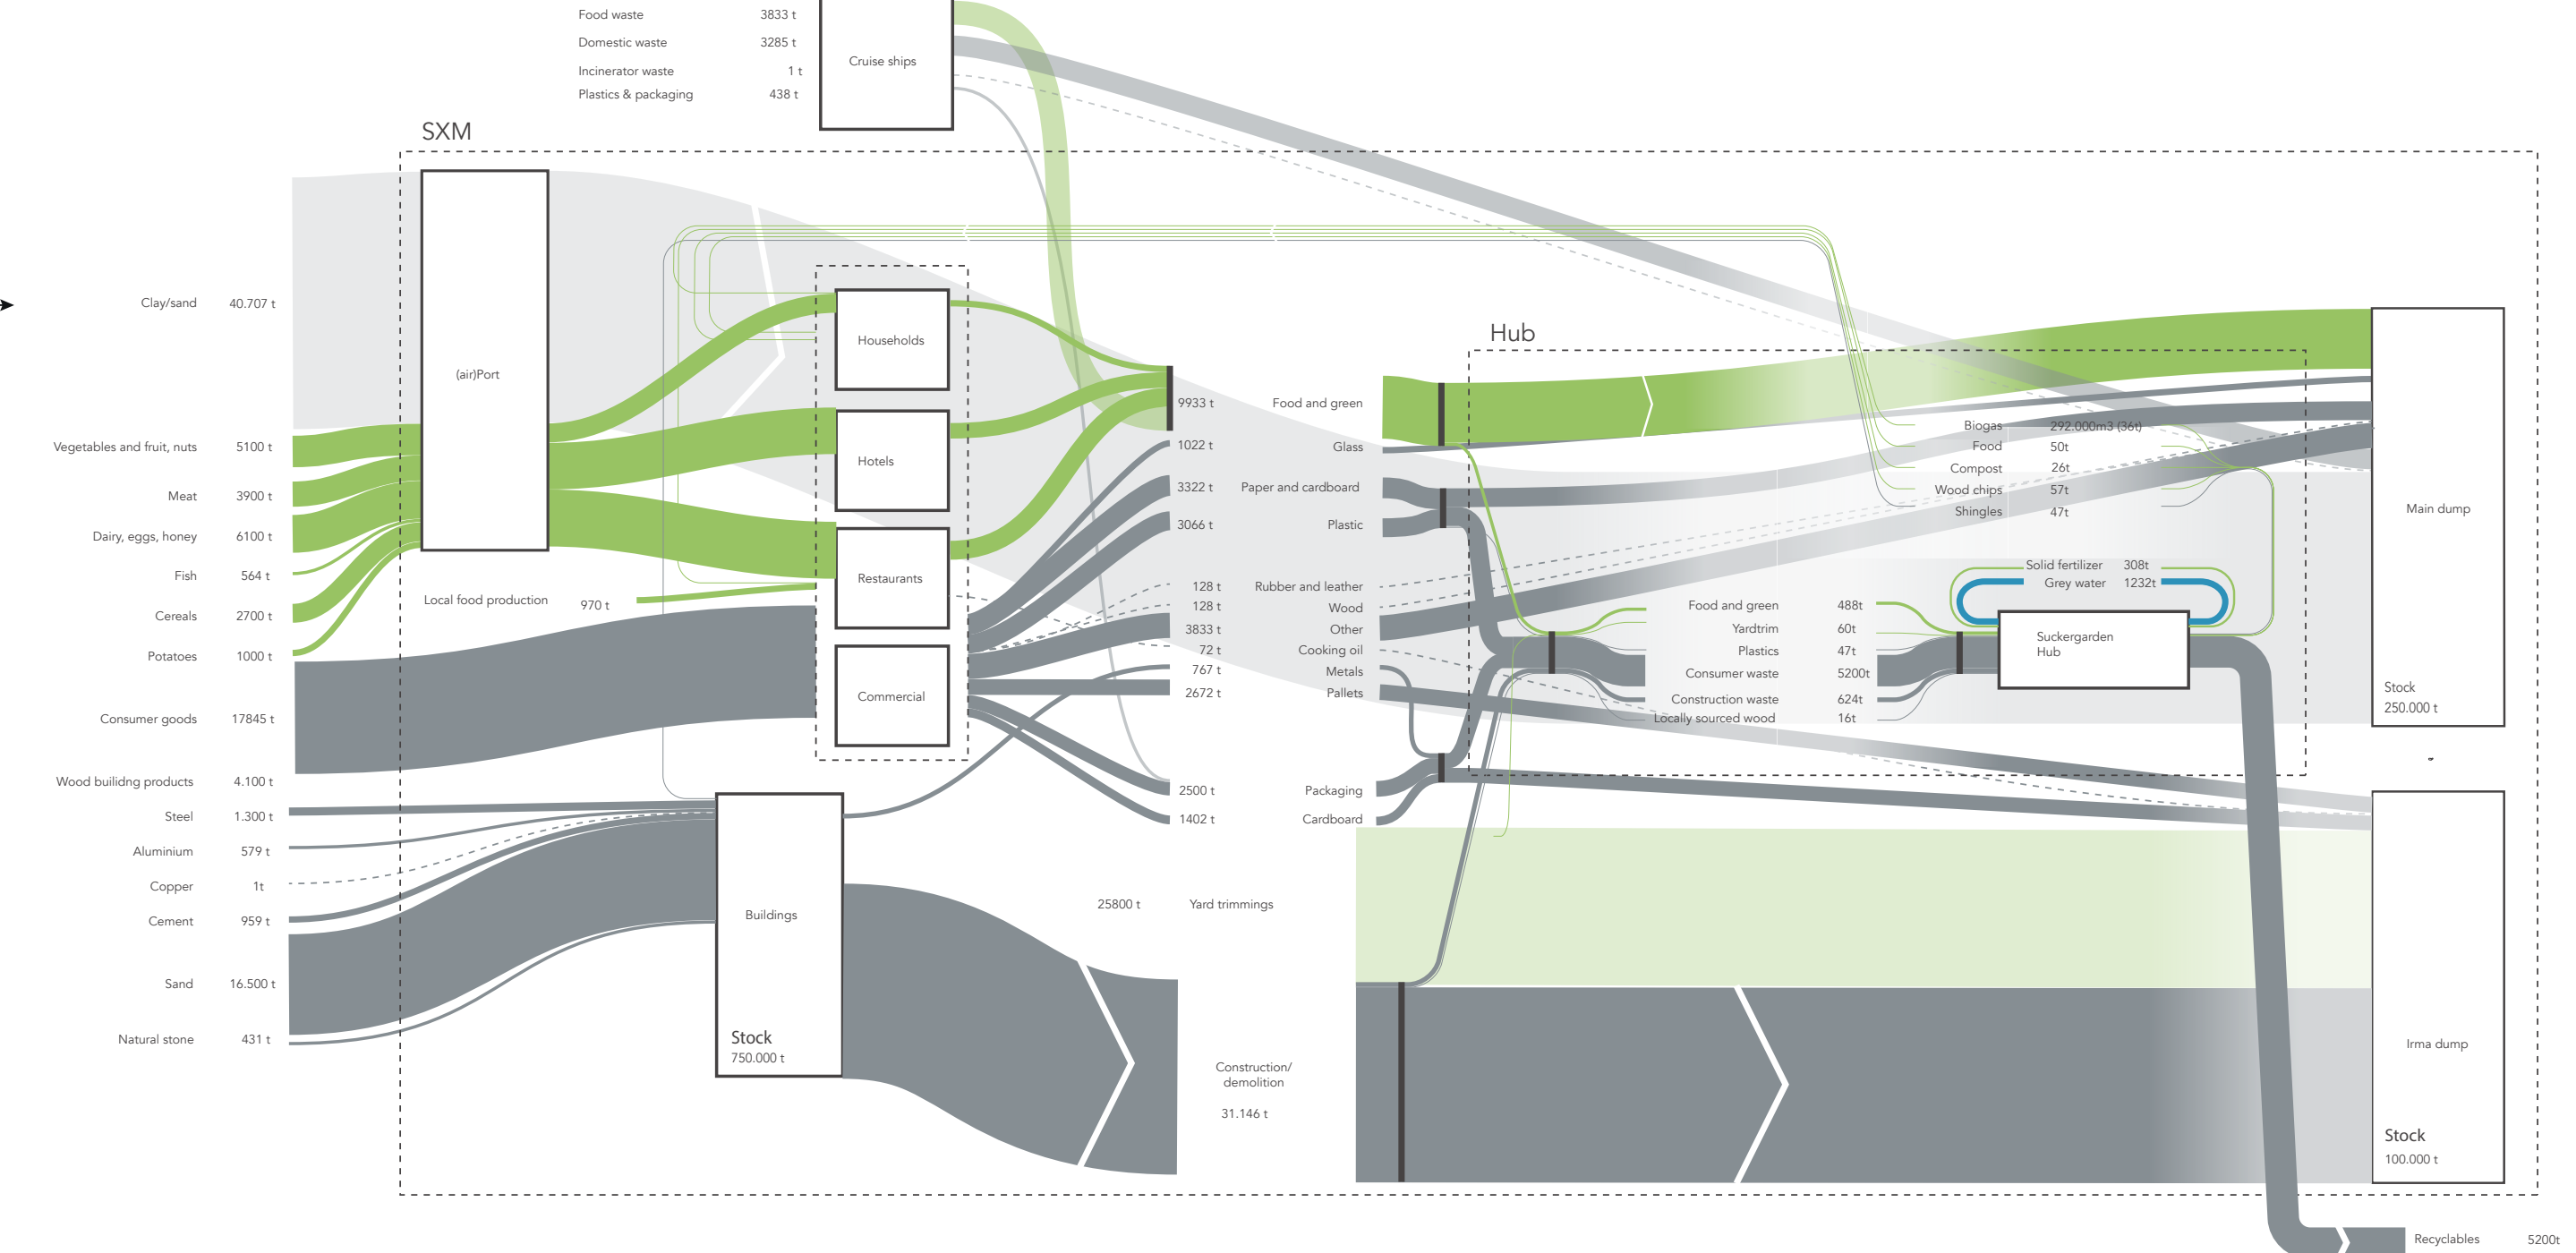 Food waste 3833 t
Domestic waste 3285 t
Incinerator waste 1 t
Plastics & packaging 438 t
Cruise ships
SXM
Clay/sand 40.707 t
(air)Port
Vegetables and fruit, nuts 5100 t
Meat 3900 t
Dairy, eggs, honey 6100 t
Fish 564 t
Cereals 2700 t
Potatoes 1000 t
Local food production 970 t
Consumer goods 17845 t
Wood builidng products 4.100 t
Steel 1.300 t
Aluminium 579 t
Copper 1t
Cement 959 t
Sand 16.500 t
Natural stone 431 t
Households
Hotels
Restaurants
Commercial
Buildings
Stock
750.000 t
9933 t Food and green
1022 t Glass
3322 t Paper and cardboard
3066 t Plastic
128 t Rubber and leather
128 t Wood
3833 t Other
72 t Cooking oil
767 t Metals
2672 t Pallets
2500 t Packaging
1402 t Cardboard
25800 t Yard trimmings
Construction/
demolition
31.146 t
Hub
Biogas 292.000m3 (36t)
Food 50t
Compost 26t
Wood chips 57t
Shingles 47t
Solid fertilizer 308t
Grey water 1232t
Food and green 488t
Yardtrim 60t
Plastics 47t
Consumer waste 5200t
Construction waste 624t
Locally sourced wood 16t
Suckergarden
Hub
Main dump
Stock
250.000 t
Irma dump
Stock
100.000 t
Recyclables 5200t